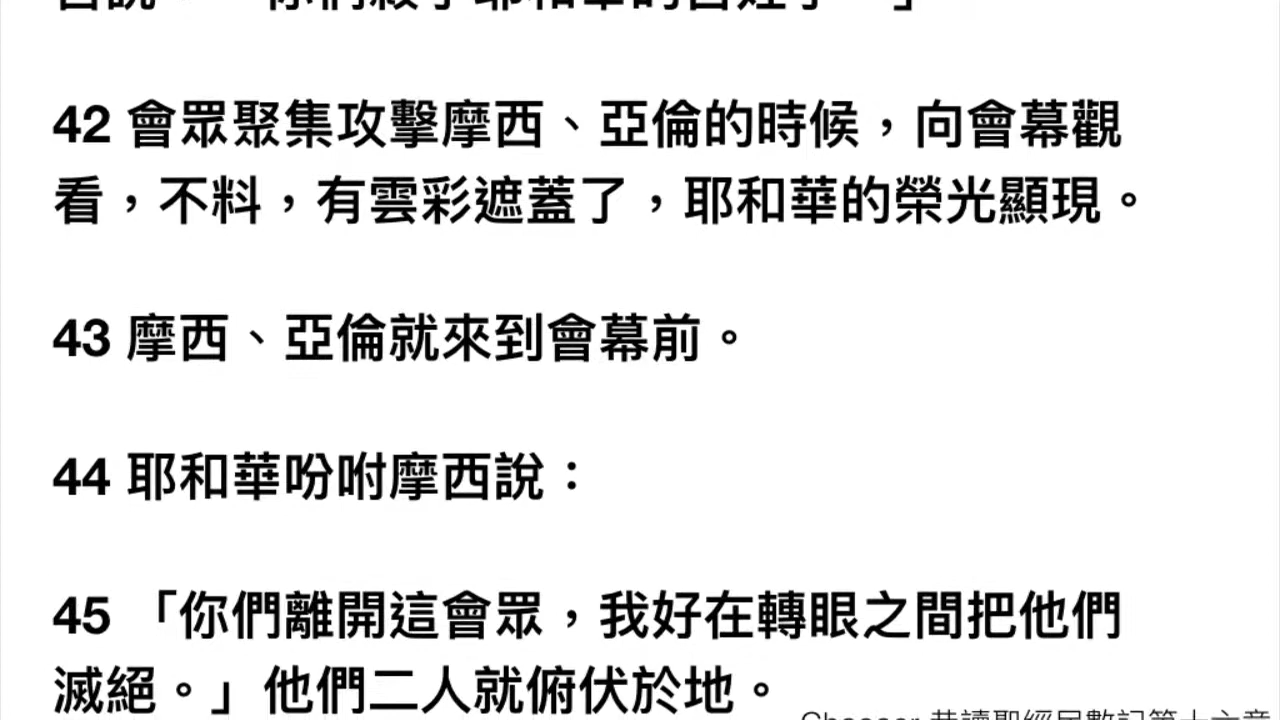 42 會眾聚集攻擊摩西、亞倫的時候，向會幕觀
看，不料，有雲彩遮蓋了，耶和華的榮光顯現。
43 摩西、亞倫就來到會幕前。
44 耶和華吩咐摩西說：
45 「你們離開這會眾，我好在轉眼之間把他們
滅絕。」他們二人就俯伏於地。